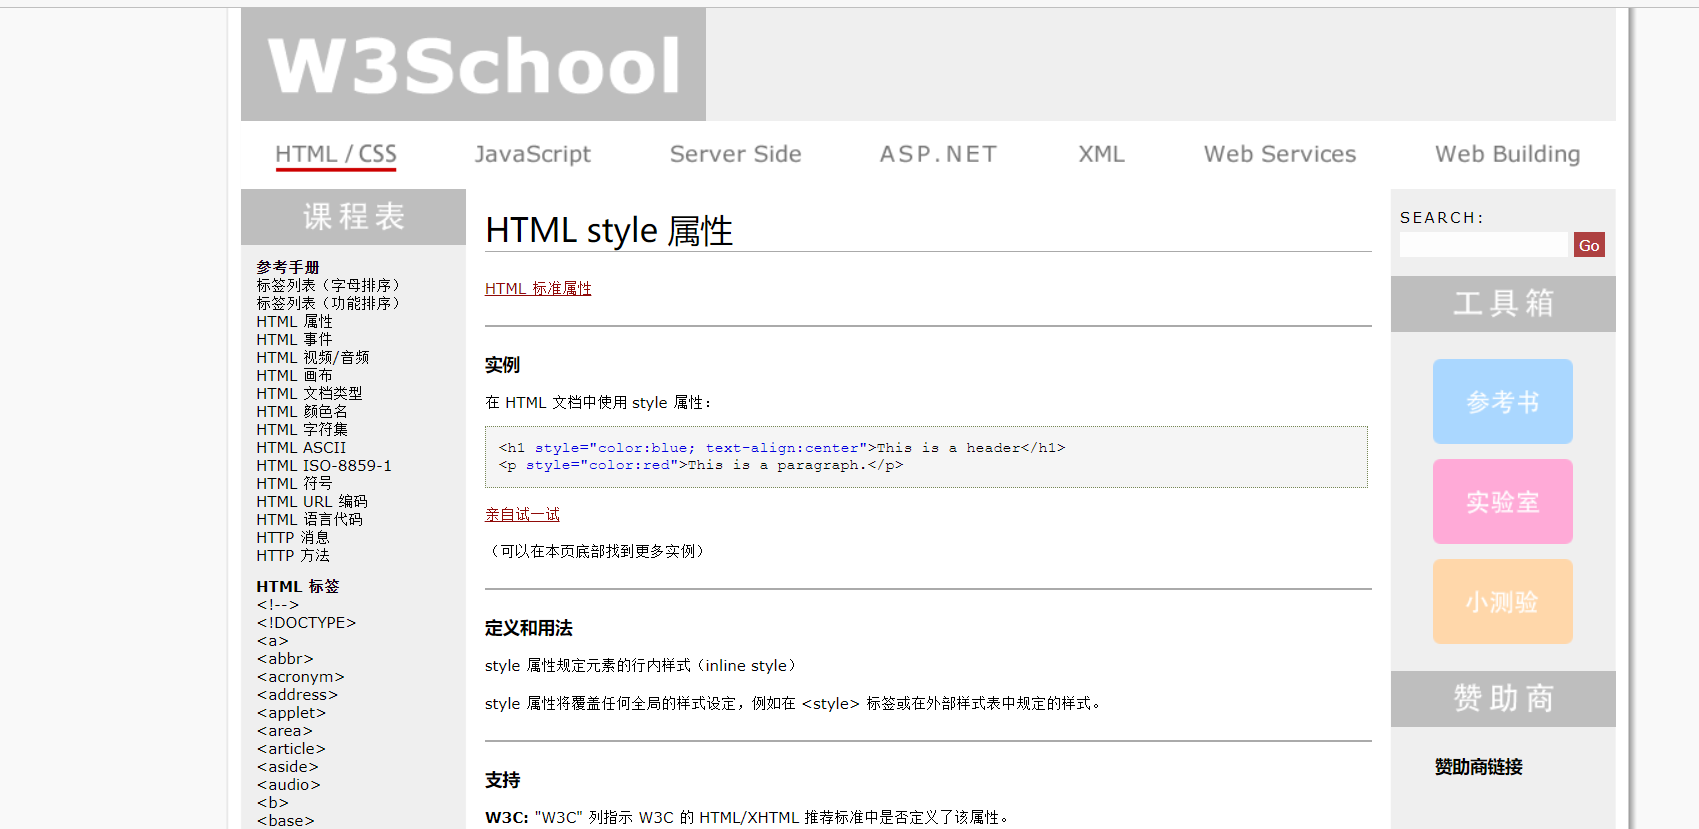 W3School
HTML / CSS
JavaScript
Server Side
ASP.NET
XML
Web Services
Web Building
课程表
参考手册
标签列表（字母排序）
标签列表（功能排序）
HTML 属性
HTML 事件
HTML 视频/音频
HTML 画布
HTML 文档类型
HTML 颜色名
HTML 字符集
HTML ASCII
HTML ISO-8859-1
HTML 符号
HTML URL 编码
HTML 语言代码
HTTP 消息
HTTP 方法
HTML 标签
<!-->
<!DOCTYPE>
<a>
<abbr>
<acronym>
<address>
<applet>
<area>
<article>
<aside>
<audio>
<b>
<base>
HTML style 属性
HTML 标准属性
实例
在 HTML 文档中使用 style 属性：
<h1 style="color:blue; text-align:center">This is a header</h1>
<p style="color:red">This is a paragraph.</p>
亲自试一试
（可以在本页底部找到更多实例）
定义和用法
style 属性规定元素的行内样式（inline style）
style 属性将覆盖任何全局的样式设定，例如在 <style> 标签或在外部样式表中规定的样式。
支持
W3C: "W3C" 列指示 W3C 的 HTML/XHTML 推荐标准中是否定义了该属性。
SEARCH:
Go
工具箱
参考书
实验室
小测验
赞助商
赞助商链接